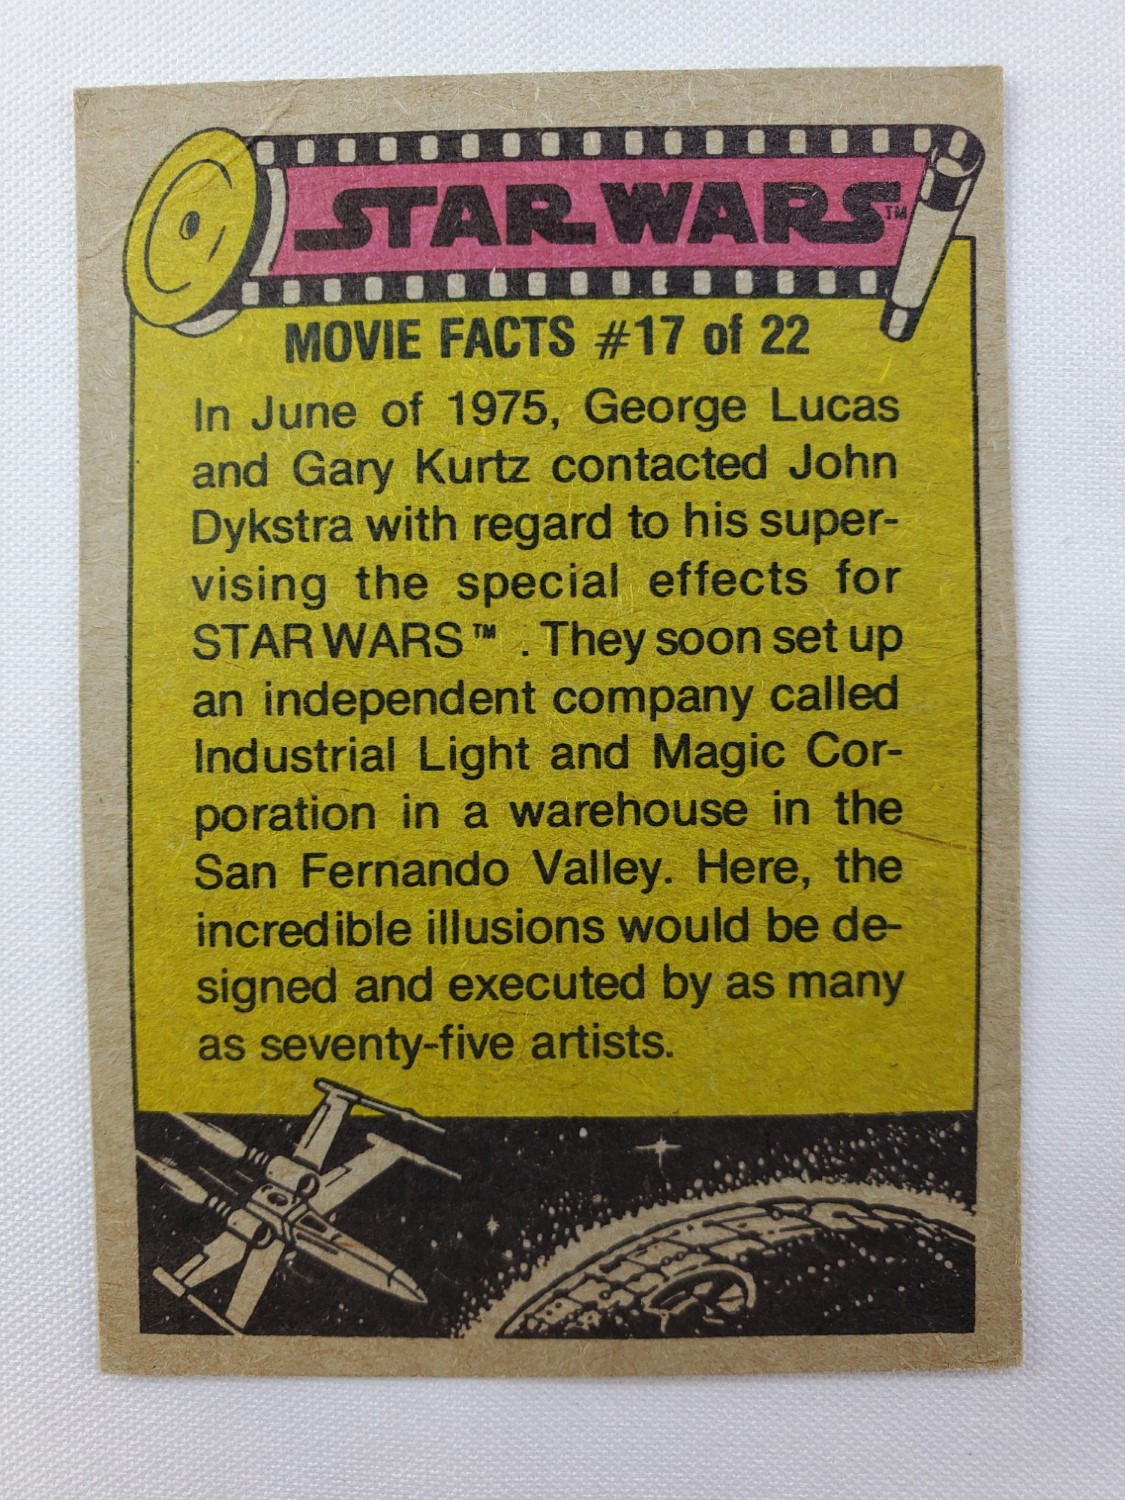 STAR WARS™
MOVIE FACTS #17 of 22
In June of 1975, George Lucas
and Gary Kurtz contacted John
Dykstra with regard to his super-
vising the special effects for
STAR WARS™ . They soon set up
an independent company called
Industrial Light and Magic Cor-
poration in a warehouse in the
San Fernando Valley. Here, the
incredible illusions would be de-
signed and executed by as many
as seventy-five artists.